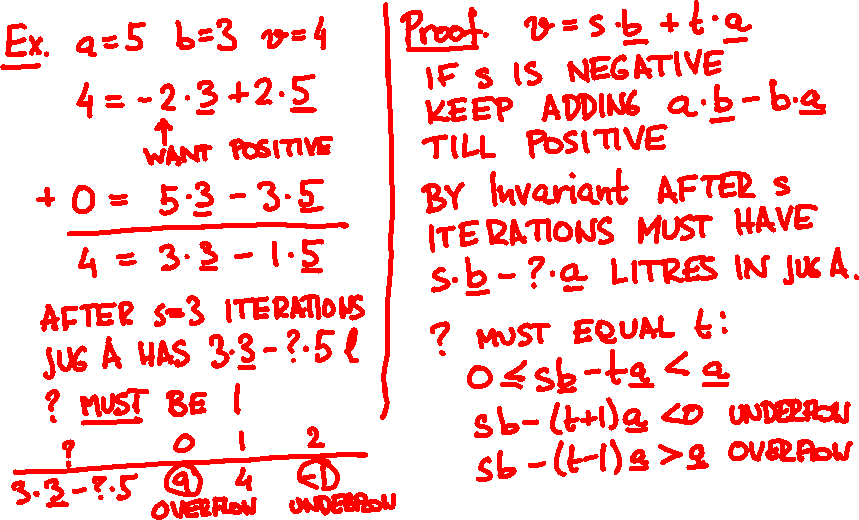 Ex. a=5 b=3 v=4
4 = -2·3 + 2·5
↑
WANT POSITIVE
+ 0 = 5·3 - 3·5
4 = 3·3 - 1·5
AFTER s=3 ITERATIONS
JUG A HAS 3·3-?·5 ℓ
? MUST BE 1
? 0 1 2
3·3-?·5 9 4 -1
OVERFLOW UNDERFLOW
Proof. v = s·b + t·a
IF s IS NEGATIVE
KEEP ADDING a·b - b·a
TILL POSITIVE
BY Invariant AFTER s
ITERATIONS MUST HAVE
s·b - ?·a LITRES IN JUG A.
? MUST EQUAL t:
0 ≤ sb - ta < a
sb - (t+1)a < 0 UNDERFLOW
sb - (t-1)a > a OVERFLOW